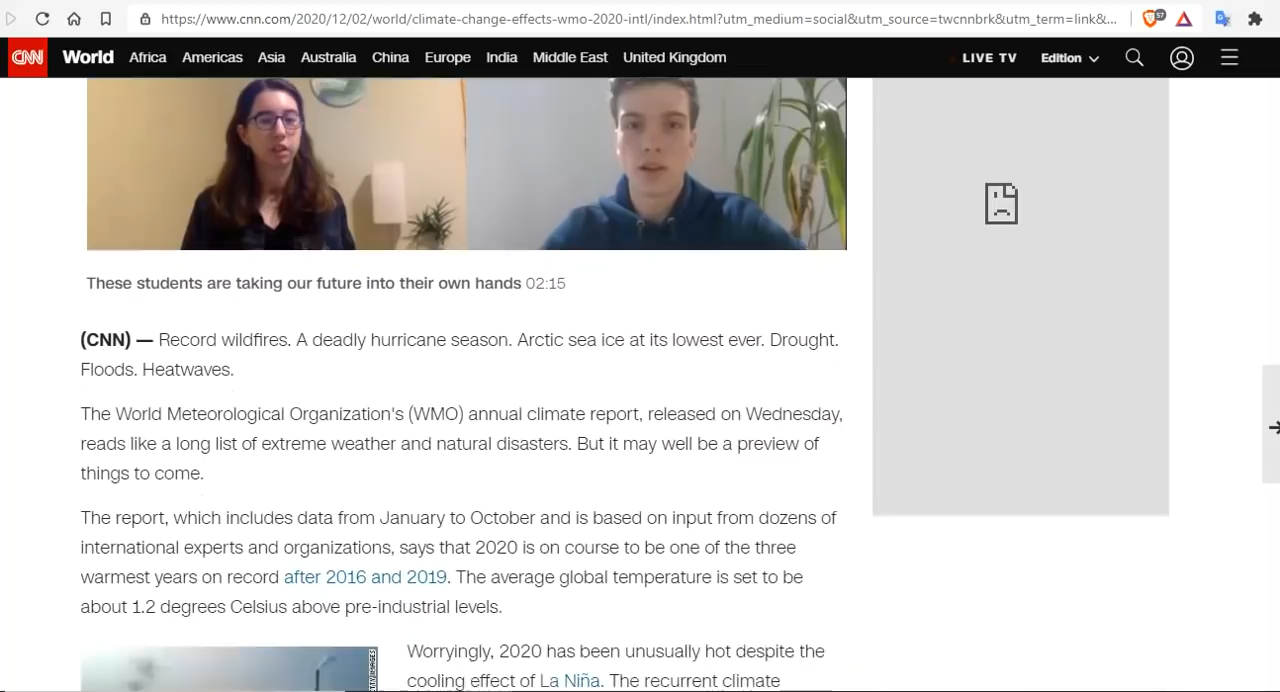 https://www.cnn.com/2020/12/02/world/climate-change-effects-wmo-2020-intl/index.html?utm_medium=social&utm_source=twcnnbrk&utm_term=link&...
57
CNN World Africa Americas Asia Australia China Europe India Middle East United Kingdom LIVE TV Edition
These students are taking our future into their own hands 02:15
(CNN) — Record wildfires. A deadly hurricane season. Arctic sea ice at its lowest ever. Drought.
Floods. Heatwaves.
The World Meteorological Organization's (WMO) annual climate report, released on Wednesday,
reads like a long list of extreme weather and natural disasters. But it may well be a preview of
things to come.
The report, which includes data from January to October and is based on input from dozens of
international experts and organizations, says that 2020 is on course to be one of the three
warmest years on record after 2016 and 2019. The average global temperature is set to be
about 1.2 degrees Celsius above pre-industrial levels.
Worryingly, 2020 has been unusually hot despite the
cooling effect of La Niña. The recurrent climate